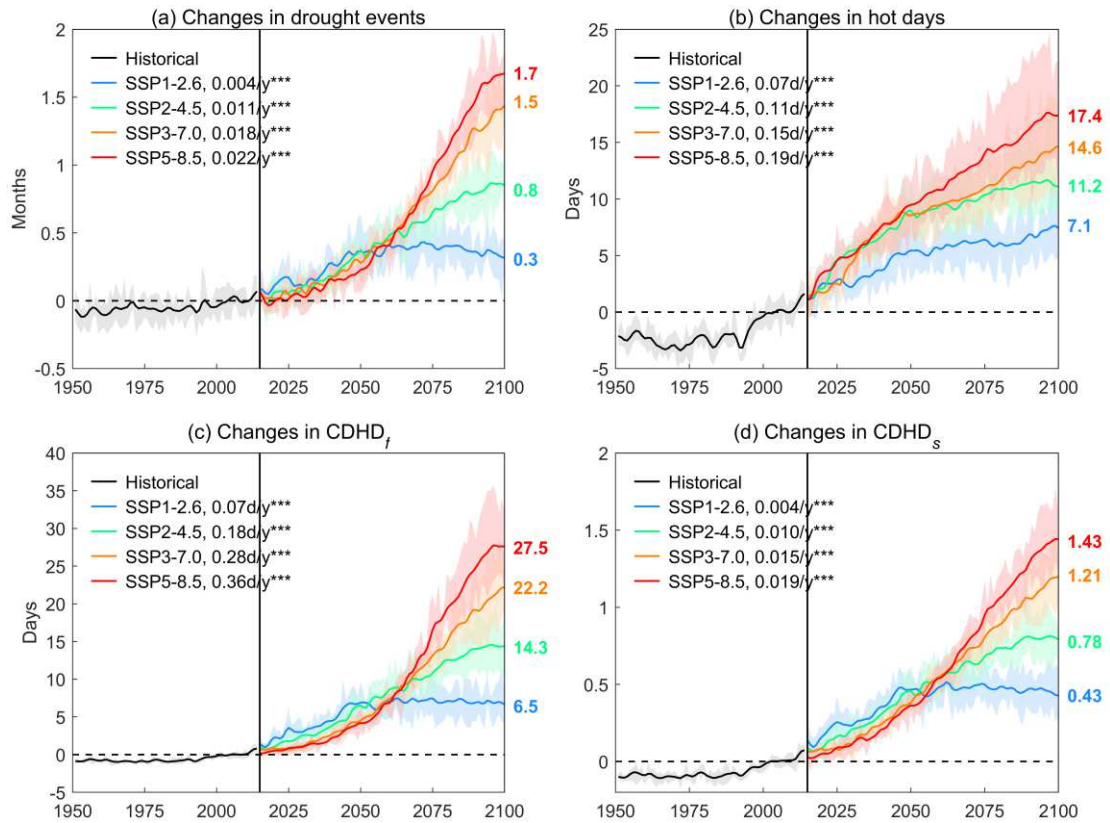 (a) Changes in drought events
2
1.5
1
0.5
0
-0.5
Months
Historical
SSP1-2.6, 0.004/y***
SSP2-4.5, 0.011/y***
SSP3-7.0, 0.018/y***
SSP5-8.5, 0.022/y***
1.7
1.5
0.8
0.3
1950 1975 2000 2025 2050 2075 2100
(b) Changes in hot days
25
20
15
10
5
0
-5
Days
Historical
SSP1-2.6, 0.07d/y***
SSP2-4.5, 0.11d/y***
SSP3-7.0, 0.15d/y***
SSP5-8.5, 0.19d/y***
17.4
14.6
11.2
7.1
1950 1975 2000 2025 2050 2075 2100
(c) Changes in CDHD_f
40
35
30
25
20
15
10
5
0
-5
Days
Historical
SSP1-2.6, 0.07d/y***
SSP2-4.5, 0.18d/y***
SSP3-7.0, 0.28d/y***
SSP5-8.5, 0.36d/y***
27.5
22.2
14.3
6.5
1950 1975 2000 2025 2050 2075 2100
(d) Changes in CDHD_s
2
1.5
1
0.5
0
Historical
SSP1-2.6, 0.004/y***
SSP2-4.5, 0.010/y***
SSP3-7.0, 0.015/y***
SSP5-8.5, 0.019/y***
1.43
1.21
0.78
0.43
1950 1975 2000 2025 2050 2075 2100